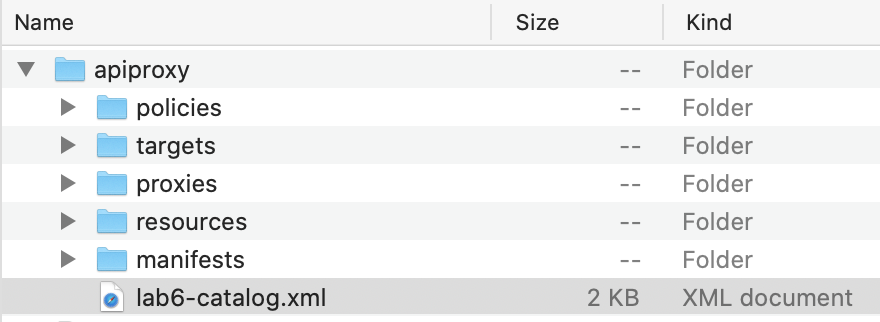 Name Size Kind
apiproxy -- Folder
policies -- Folder
targets -- Folder
proxies -- Folder
resources -- Folder
manifests -- Folder
lab6-catalog.xml 2 KB XML document